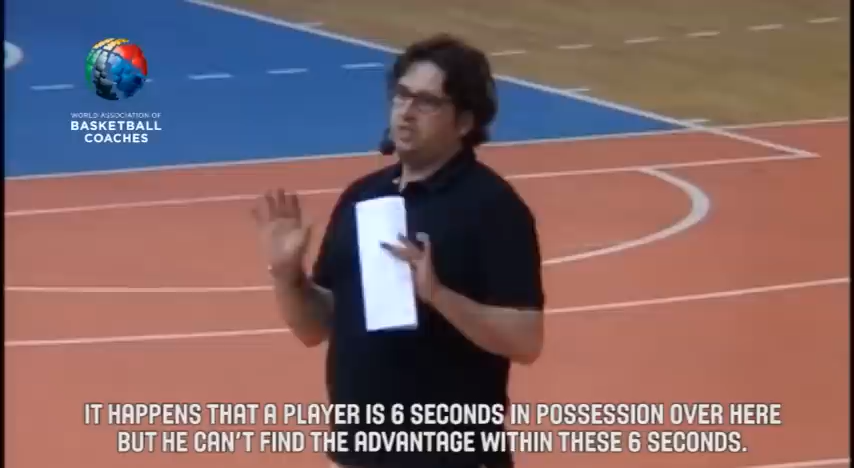 WORLD ASSOCIATION OF
BASKETBALL
COACHES
IT HAPPENS THAT A PLAYER IS 6 SECONDS IN POSSESSION OVER HERE
BUT HE CAN'T FIND THE ADVANTAGE WITHIN THESE 6 SECONDS.